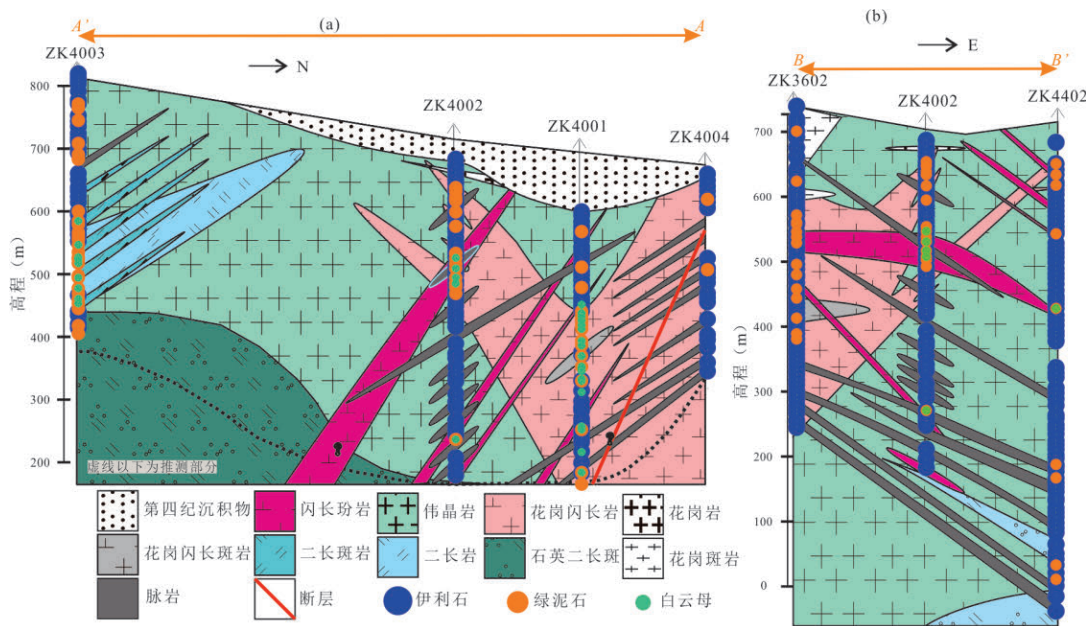 (a)
(b)
A'
A
N
E
B
B'
ZK4003
ZK4002
ZK4001
ZK4004
ZK3602
ZK4002
ZK4402
800
700
600
500
400
300
200
高程（m）
700
600
500
400
300
200
100
0
高程（m）
虚线以下为推测部分
第四纪沉积物 闪长玢岩 伟晶岩 花岗闪长岩 花岗岩
花岗闪长斑岩 二长斑岩 二长岩 石英二长斑 花岗斑岩
脉岩 断层 伊利石 绿泥石 白云母